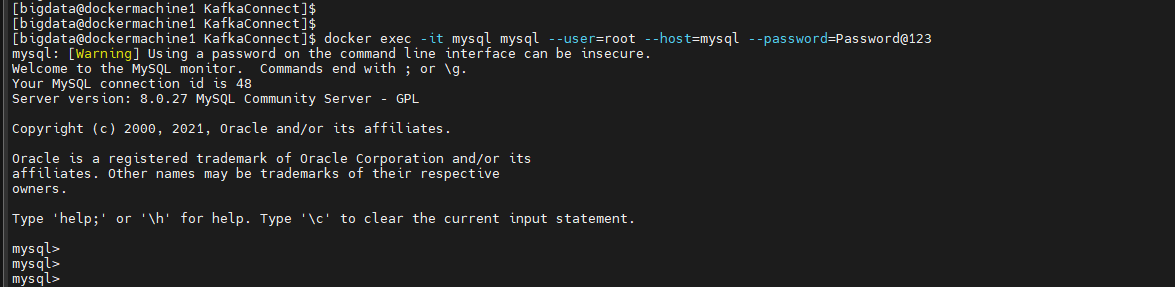 [bigdata@dockermachine1 KafkaConnect]$
[bigdata@dockermachine1 KafkaConnect]$
[bigdata@dockermachine1 KafkaConnect]$ docker exec -it mysql mysql --user=root --host=mysql --password=Password@123
mysql: [Warning] Using a password on the command line interface can be insecure.
Welcome to the MySQL monitor.  Commands end with ; or \g.
Your MySQL connection id is 48
Server version: 8.0.27 MySQL Community Server - GPL

Copyright (c) 2000, 2021, Oracle and/or its affiliates.

Oracle is a registered trademark of Oracle Corporation and/or its
affiliates. Other names may be trademarks of their respective
owners.

Type 'help;' or '\h' for help. Type '\c' to clear the current input statement.

mysql>
mysql>
mysql>